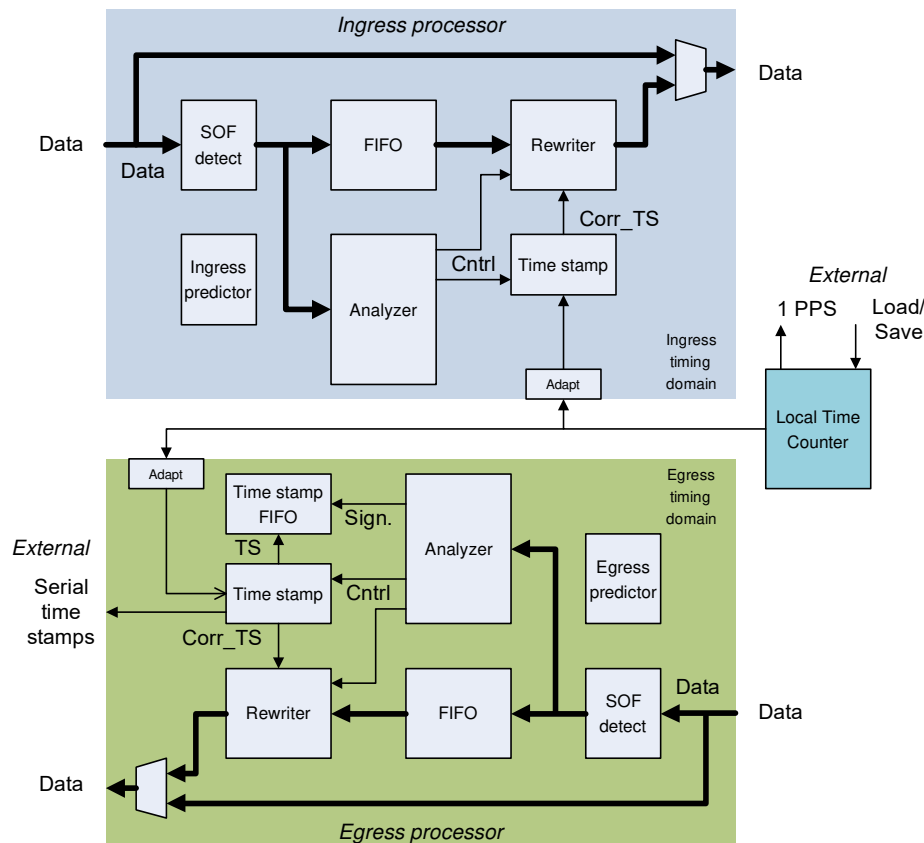 Ingress processor
Data
Data
Data
SOF
detect
FIFO
Rewriter
Corr_TS
Ingress
predictor
Analyzer
Cntrl
Time stamp
Ingress
timing
domain
Adapt
External
1 PPS
Load/
Save
Local Time
Counter
Adapt
Time stamp
FIFO
Sign.
Analyzer
Egress
timing
domain
External
TS
Egress
predictor
Serial
time
stamps
Time stamp
Cntrl
Corr_TS
Rewriter
FIFO
SOF
detect
Data
Data
Data
Egress processor